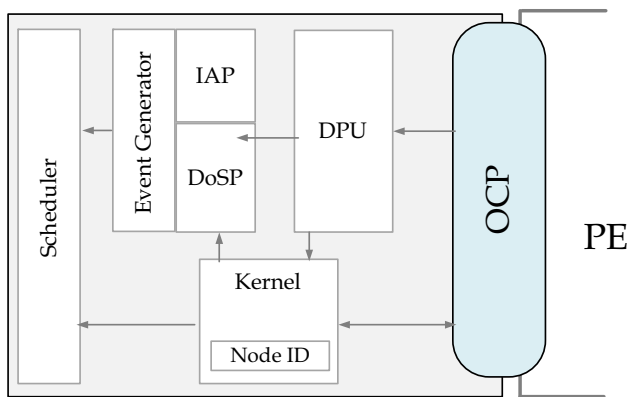 Scheduler
Event Generator
IAP
DoSP
DPU
Kernel
Node ID
OCP
PE